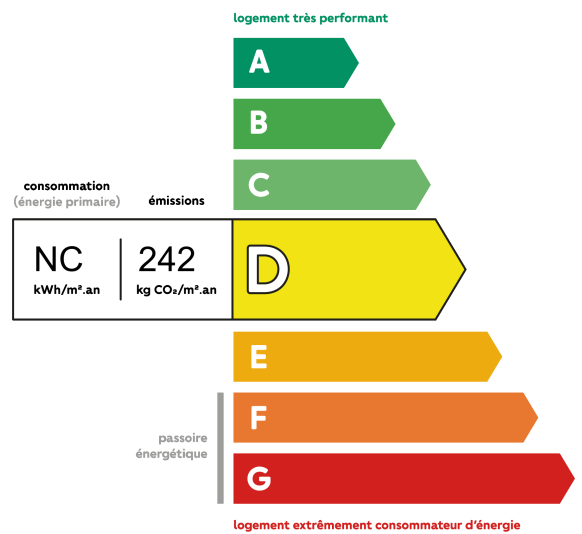 logement très performant
A
B
C
consommation
(énergie primaire)
émissions
NC
242
kWh/m².an
kg CO₂/m².an
D
E
F
passoire
énergétique
G
logement extrêmement consommateur d'énergie